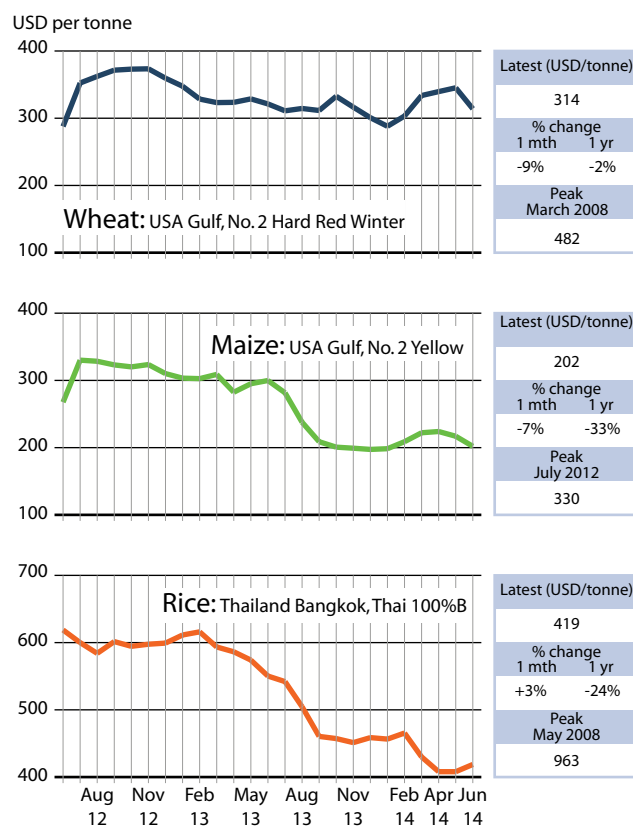 USD per tonne
400
300
200
100
Wheat: USA Gulf, No. 2 Hard Red Winter
Latest (USD/tonne)
314
% change
1 mth 1 yr
-9% -2%
Peak
March 2008
482
400
300
200
100
Maize: USA Gulf, No. 2 Yellow
Latest (USD/tonne)
202
% change
1 mth 1 yr
-7% -33%
Peak
July 2012
330
700
600
500
400
Rice: Thailand Bangkok, Thai 100%B
Latest (USD/tonne)
419
% change
1 mth 1 yr
+3% -24%
Peak
May 2008
963
Aug Nov Feb May Aug Nov Feb Apr Jun
12 12 13 13 13 13 14 14 14